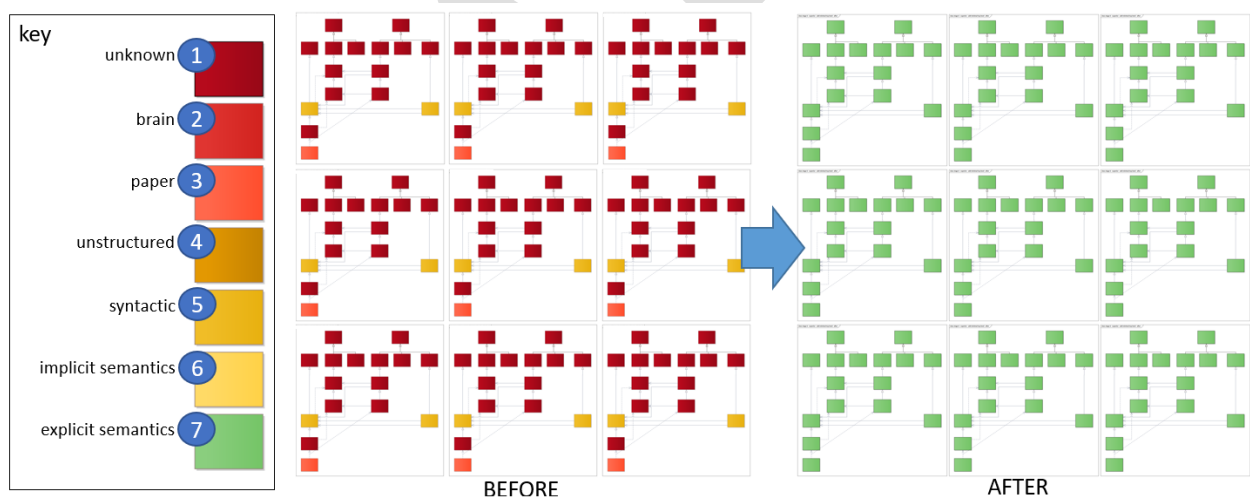 key
unknown 1
brain 2
paper 3
unstructured 4
syntactic 5
implicit semantics 6
explicit semantics 7
BEFORE
AFTER